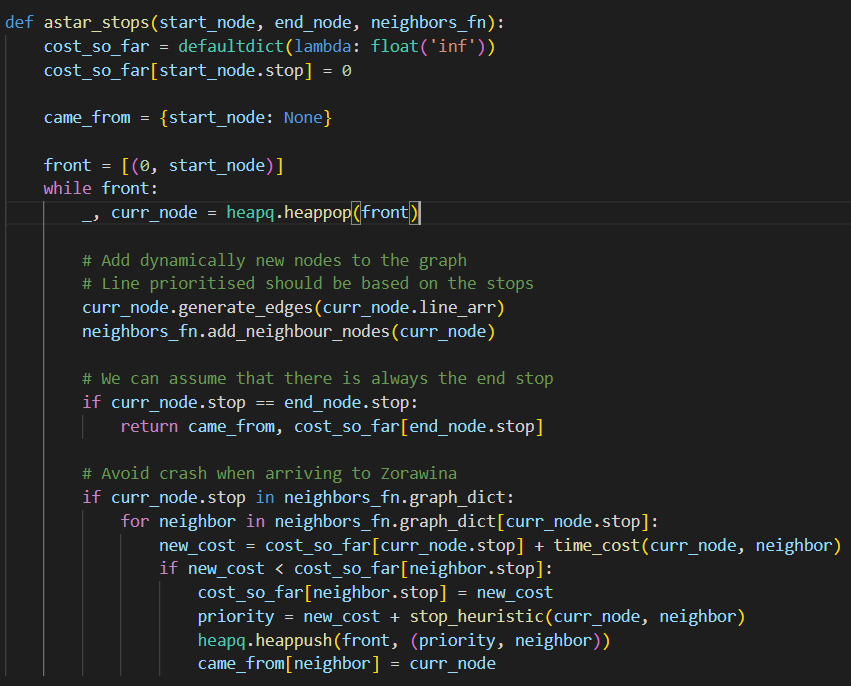 def astar_stops(start_node, end_node, neighbors_fn):
    cost_so_far = defaultdict(lambda: float('inf'))
    cost_so_far[start_node.stop] = 0

    came_from = {start_node: None}

    front = [(0, start_node)]
    while front:
        _, curr_node = heapq.heappop(front)

        # Add dynamically new nodes to the graph
        # Line prioritised should be based on the stops
        curr_node.generate_edges(curr_node.line_arr)
        neighbors_fn.add_neighbour_nodes(curr_node)

        # We can assume that there is always the end stop
        if curr_node.stop == end_node.stop:
            return came_from, cost_so_far[end_node.stop]

        # Avoid crash when arriving to Zorawina
        if curr_node.stop in neighbors_fn.graph_dict:
            for neighbor in neighbors_fn.graph_dict[curr_node.stop]:
                new_cost = cost_so_far[curr_node.stop] + time_cost(curr_node, neighbor)
                if new_cost < cost_so_far[neighbor.stop]:
                    cost_so_far[neighbor.stop] = new_cost
                    priority = new_cost + stop_heuristic(curr_node, neighbor)
                    heapq.heappush(front, (priority, neighbor))
                    came_from[neighbor] = curr_node